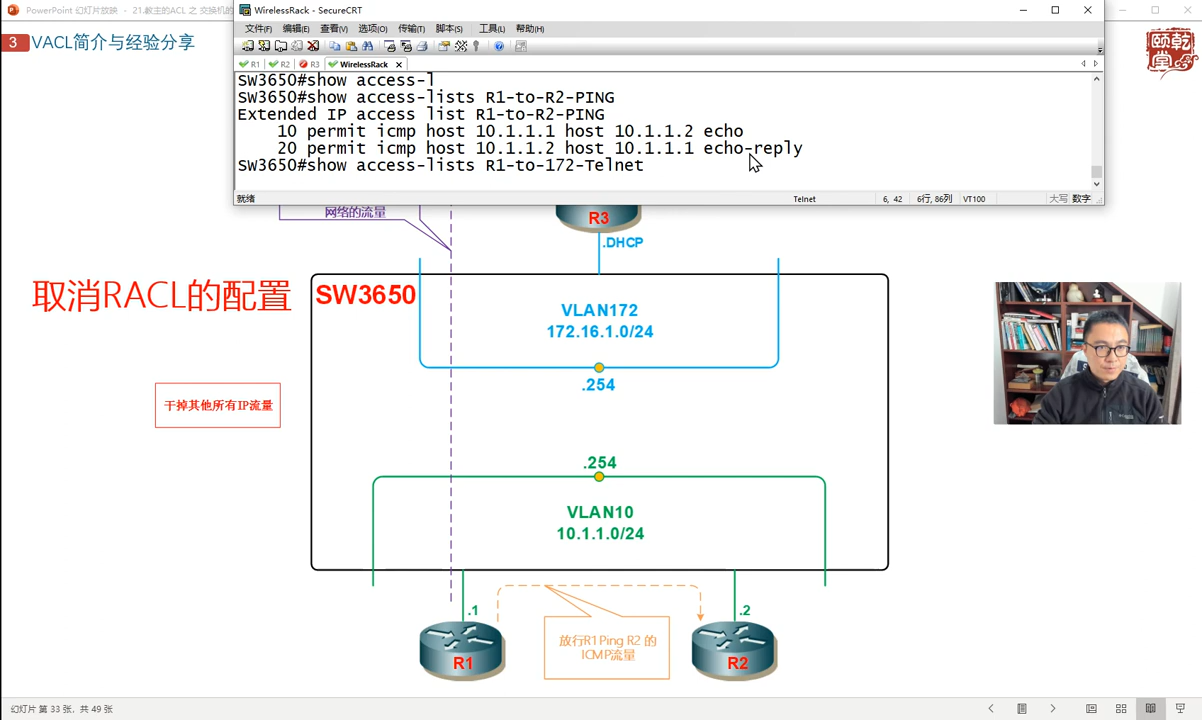 PowerPoint 幻灯片放映 - 21.教主的ACL 之 交换机的
3 VACL简介与经验分享
WirelessRack - SecureCRT
文件(F) 编辑(E) 查看(V) 选项(O) 传输(T) 脚本(S) 工具(L) 帮助(H)
R1 R2 R3 WirelessRack
SW3650#show access-l
SW3650#show access-lists R1-to-R2-PING
Extended IP access list R1-to-R2-PING
10 permit icmp host 10.1.1.1 host 10.1.1.2 echo
20 permit icmp host 10.1.1.2 host 10.1.1.1 echo-reply
SW3650#show access-lists R1-to-172-Telnet
就绪 Telnet 6, 42 6行, 86列 VT100 大写 数字
颐乾堂
网络的流量
R3
.DHCP
取消RACL的配置
SW3650
VLAN172
172.16.1.0/24
.254
干掉其他所有IP流量
.254
VLAN10
10.1.1.0/24
.1
.2
放行R1 Ping R2 的
ICMP流量
R1
R2
幻灯片 第 33 张，共 49 张